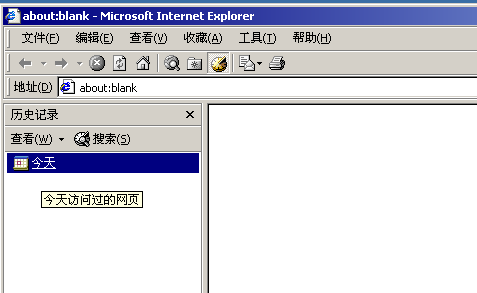 about:blank - Microsoft Internet Explorer
文件(F) 编辑(E) 查看(V) 收藏(A) 工具(T) 帮助(H)
地址(D) about:blank
历史记录
查看(W) 搜索(S)
今天
今天访问过的网页